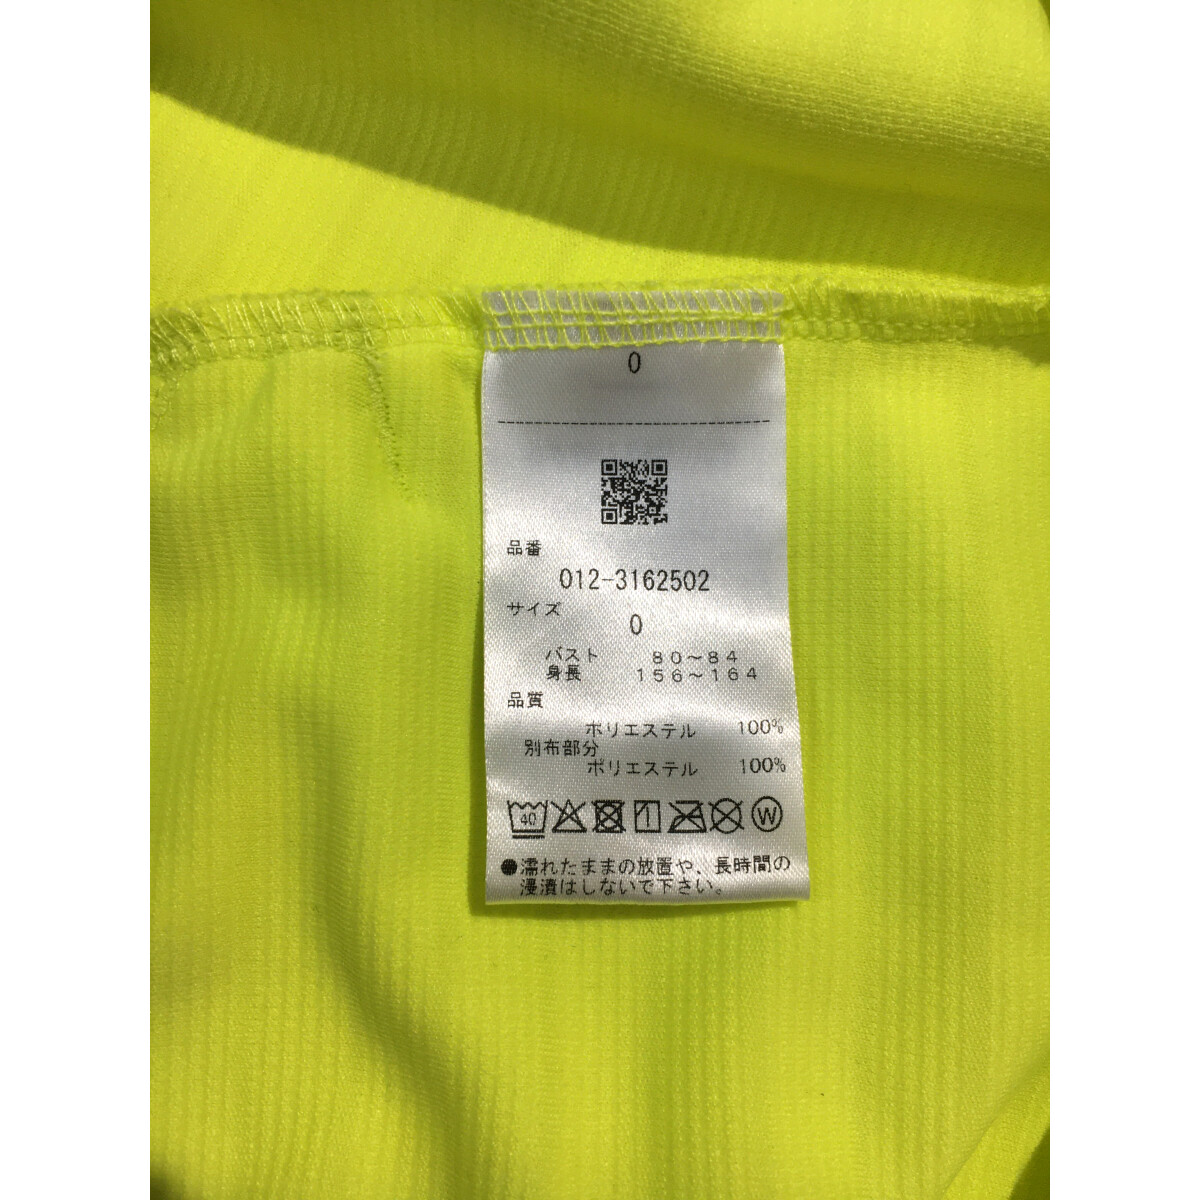 0
品番
012-3162502
サイズ
0
バスト 80～84
身長 156～164
品質
ポリエステル 100%
別布部分
ポリエステル 100%
40 W
●濡れたままの放置や、長時間の
浸漬はしないで下さい。